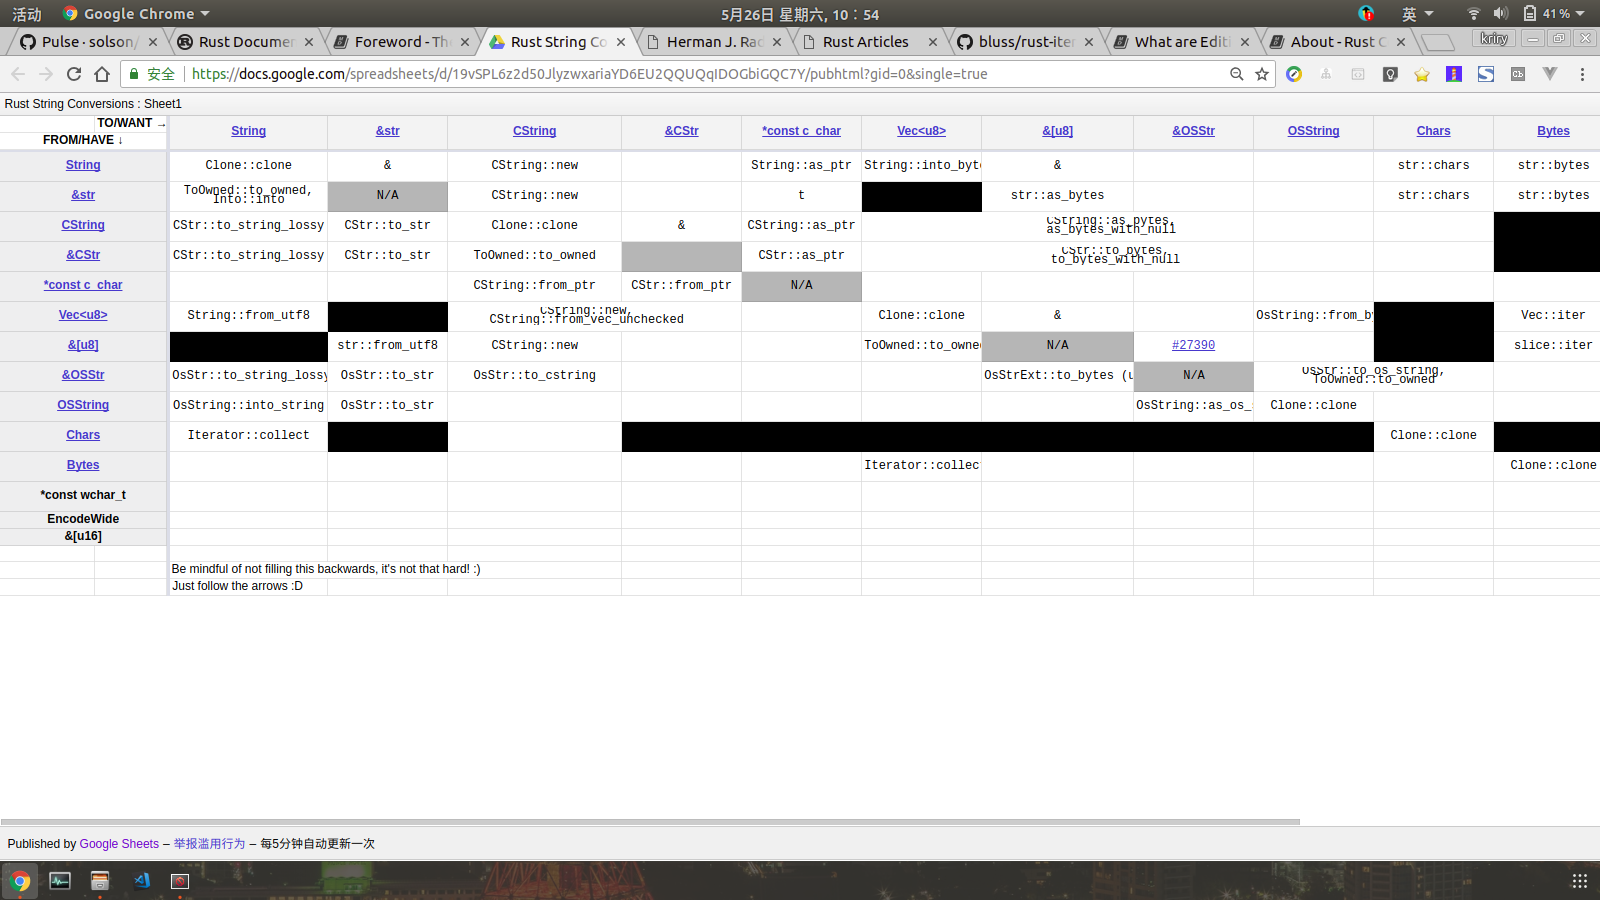 活动 Google Chrome 5月26日 星期六, 10：54 英 41%
Pulse · solson/ Rust Documen Foreword - The Rust String Co Herman J. Rad Rust Articles bluss/rust-iter What are Editi About - Rust C kriry
安全 https://docs.google.com/spreadsheets/d/19vSPL6z2d50JlyzwxariaYD6EU2QQUQqIDOGbiGQC7Y/pubhtml?gid=0&single=true
Rust String Conversions : Sheet1
TO/WANT →
FROM/HAVE ↓
String &str CString &CStr *const c_char Vec<u8> &[u8] &OSStr OSString Chars Bytes
String Clone::clone & CString::new String::as_ptr String::into_byt & str::chars str::bytes
&str ToOwned::to_owned, Into::into N/A CString::new t str::as_bytes str::chars str::bytes
CString CStr::to_string_lossy CStr::to_str Clone::clone & CString::as_ptr CString::as_bytes, as_bytes_with_null
&CStr CStr::to_string_lossy CStr::to_str ToOwned::to_owned CStr::as_ptr CStr::to_bytes, to_bytes_with_null
*const c_char CString::from_ptr CStr::from_ptr N/A
Vec<u8> String::from_utf8 CString::new, CString::from_vec_unchecked Clone::clone & OsString::from_by Vec::iter
&[u8] str::from_utf8 CString::new ToOwned::to_owne N/A #27390 slice::iter
&OSStr OsStr::to_string_lossy OsStr::to_str OsStr::to_cstring OsStrExt::to_bytes (u N/A OsStr::to_os_string, ToOwned::to_owned
OSString OsString::into_string OsStr::to_str OsString::as_os_ Clone::clone
Chars Iterator::collect Clone::clone
Bytes Iterator::collec Clone::clone
*const wchar_t
EncodeWide
&[u16]
Be mindful of not filling this backwards, it's not that hard! :)
Just follow the arrows :D
Published by Google Sheets – 举报滥用行为 – 每5分钟自动更新一次